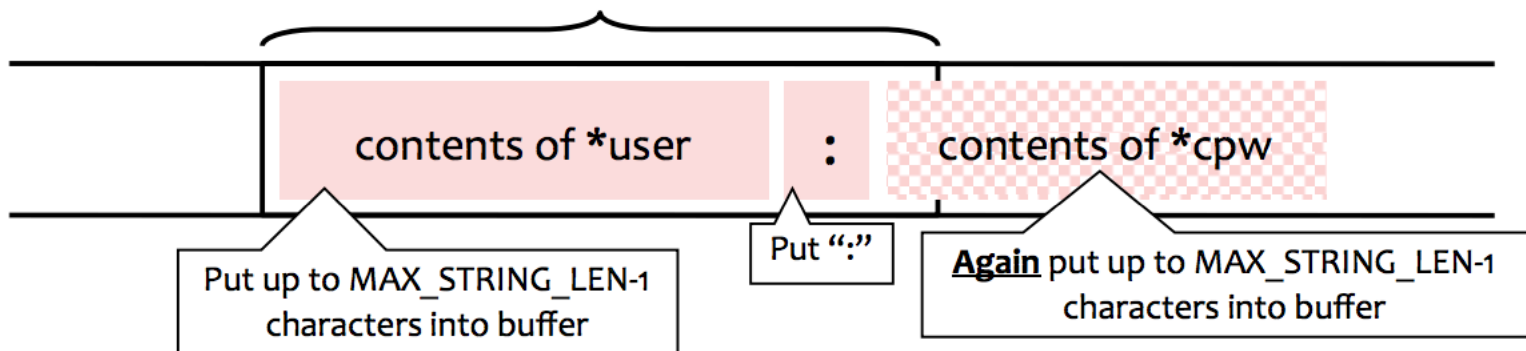 contents of *user
:
contents of *cpw
Put up to MAX_STRING_LEN-1
characters into buffer
Put “:”
Again put up to MAX_STRING_LEN-1
characters into buffer